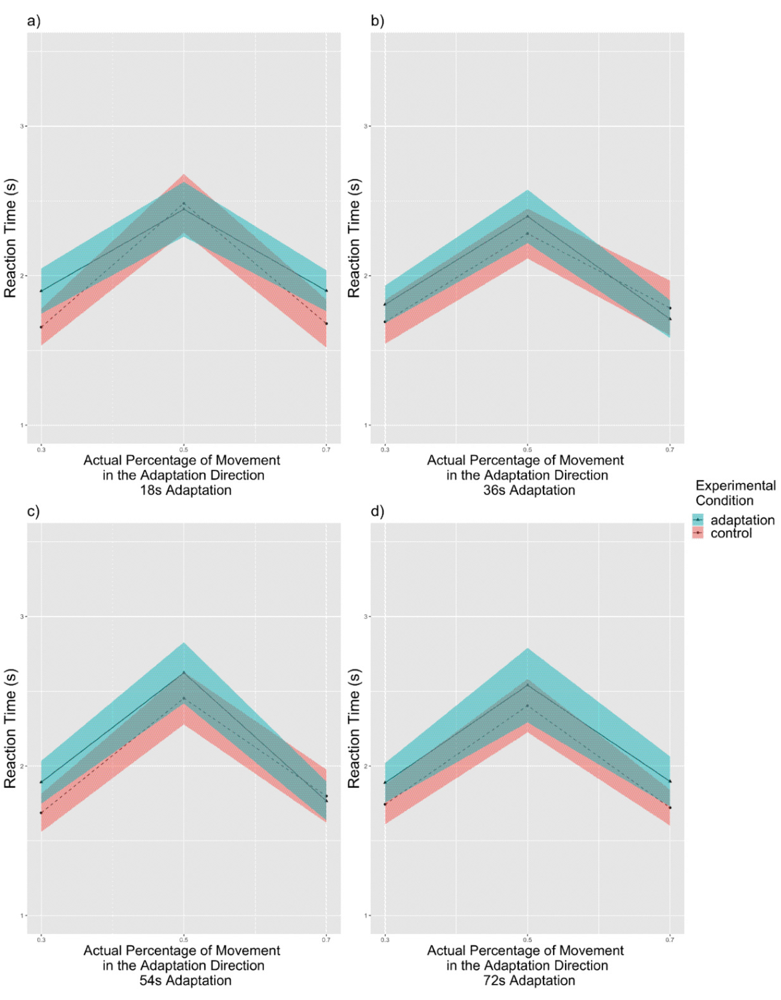 a)
b)
3
2
1
Reaction Time (s)
3
2
1
Reaction Time (s)
0.3 0.5 0.7
0.3 0.5 0.7
Actual Percentage of Movement
in the Adaptation Direction
18s Adaptation
Actual Percentage of Movement
in the Adaptation Direction
36s Adaptation
Experimental
Condition
adaptation
control
c)
d)
3
2
1
Reaction Time (s)
3
2
1
Reaction Time (s)
0.3 0.5 0.7
0.3 0.5 0.7
Actual Percentage of Movement
in the Adaptation Direction
54s Adaptation
Actual Percentage of Movement
in the Adaptation Direction
72s Adaptation